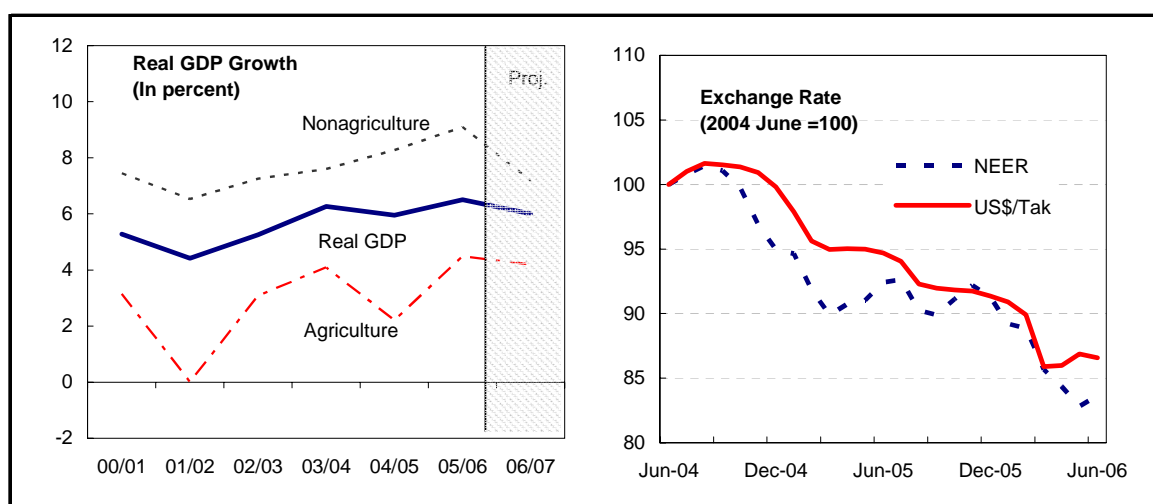 12
10
8
6
4
2
0
-2
Real GDP Growth
(In percent)
Proj.
Nonagriculture
Real GDP
Agriculture
00/01 01/02 02/03 03/04 04/05 05/06 06/07
110
105
100
95
90
85
80
Exchange Rate
(2004 June =100)
NEER
US$/Tak
Jun-04 Dec-04 Jun-05 Dec-05 Jun-06